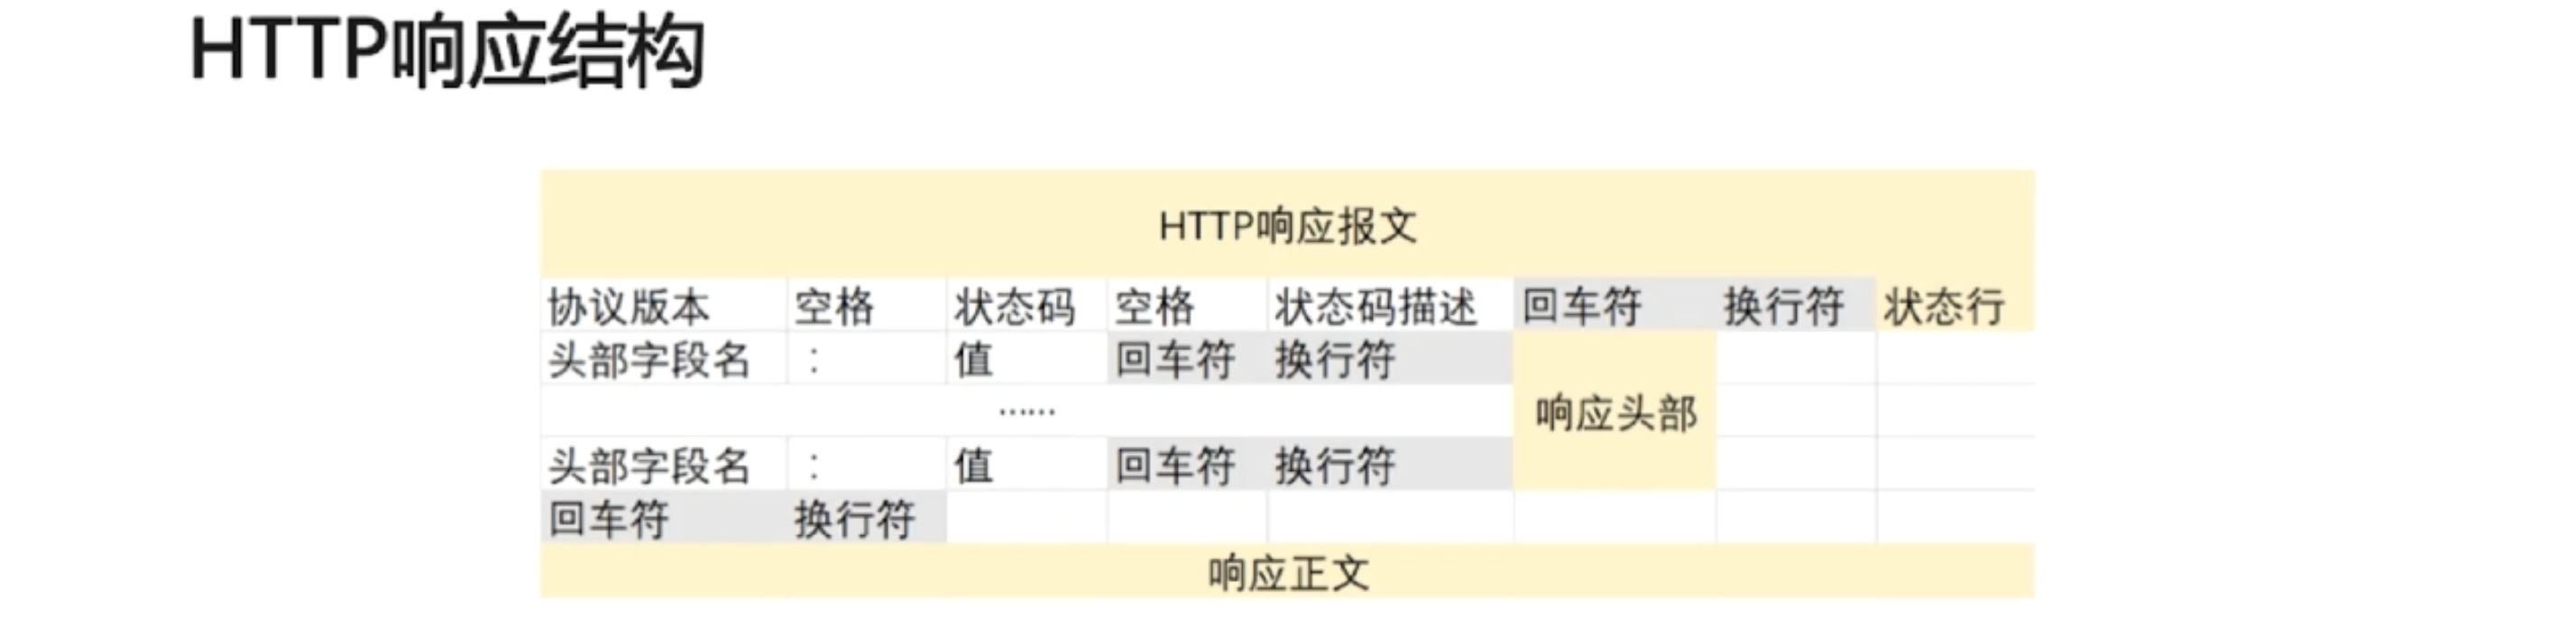 HTTP响应结构
HTTP响应报文
协议版本 空格 状态码 空格 状态码描述 回车符 换行符 状态行
头部字段名 : 值 回车符 换行符
......
响应头部
头部字段名 : 值 回车符 换行符
回车符 换行符
响应正文